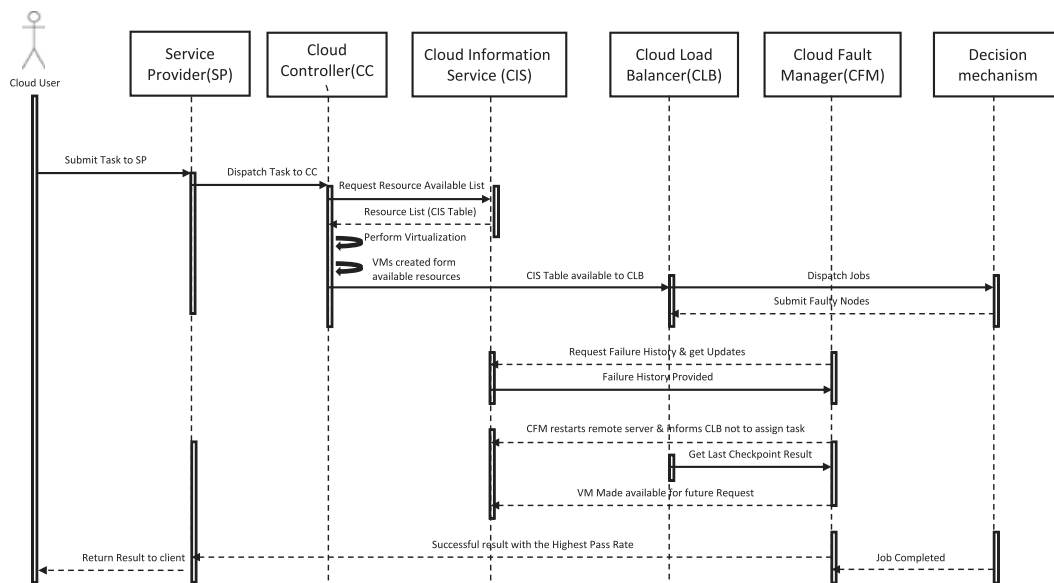 Cloud User
Service
Provider(SP)
Cloud
Controller(CC
\
Cloud Information
Service (CIS)
Cloud Load
Balancer(CLB)
Cloud Fault
Manager(CFM)
Decision
mechanism
Submit Task to SP
Dispatch Task to CC
Request Resource Available List
Resource List (CIS Table)
Perform Virtualization
VMs created form
available resources
CIS Table available to CLB
Dispatch Jobs
Submit Faulty Nodes
Request Failure History & get Updates
Failure History Provided
CFM restarts remote server & informs CLB not to assign task
Get Last Checkpoint Result
VM Made available for future Request
Successful result with the Highest Pass Rate
Return Result to client
Job Completed